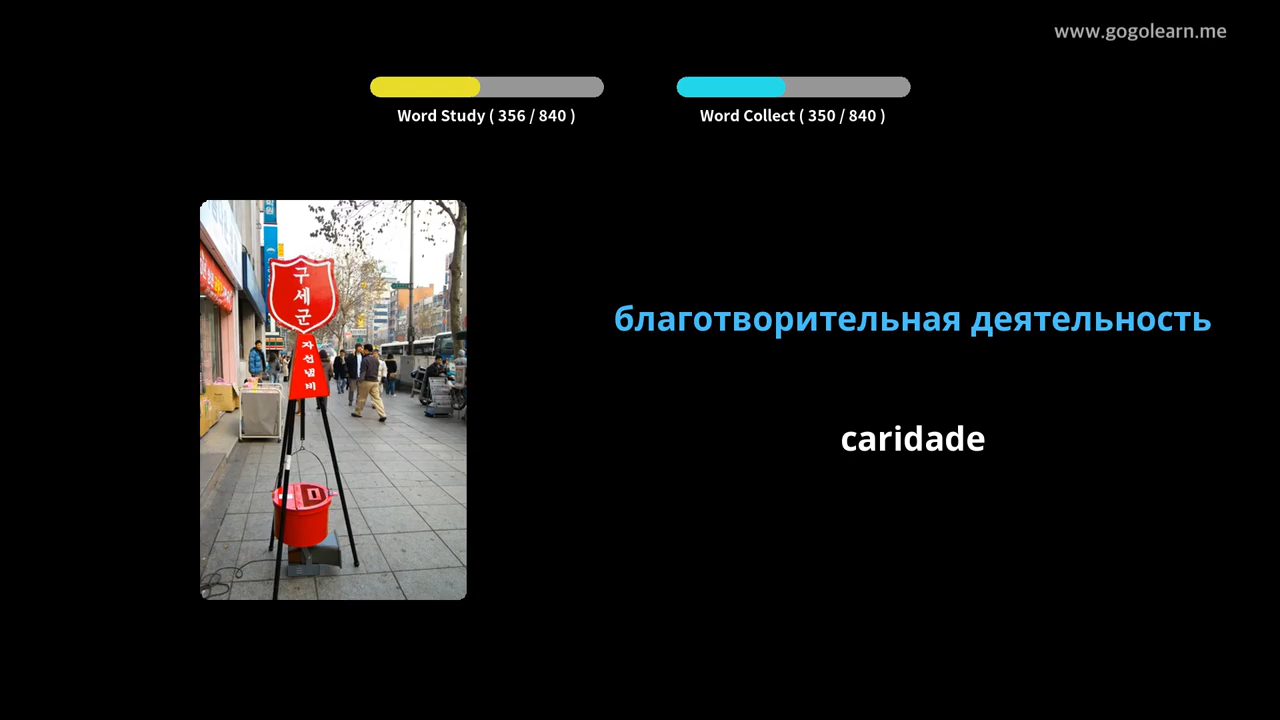 www.gogolearn.me
Word Study ( 356 / 840 )
Word Collect ( 350 / 840 )
구세군
자선냄비
благотворительная деятельность
caridade